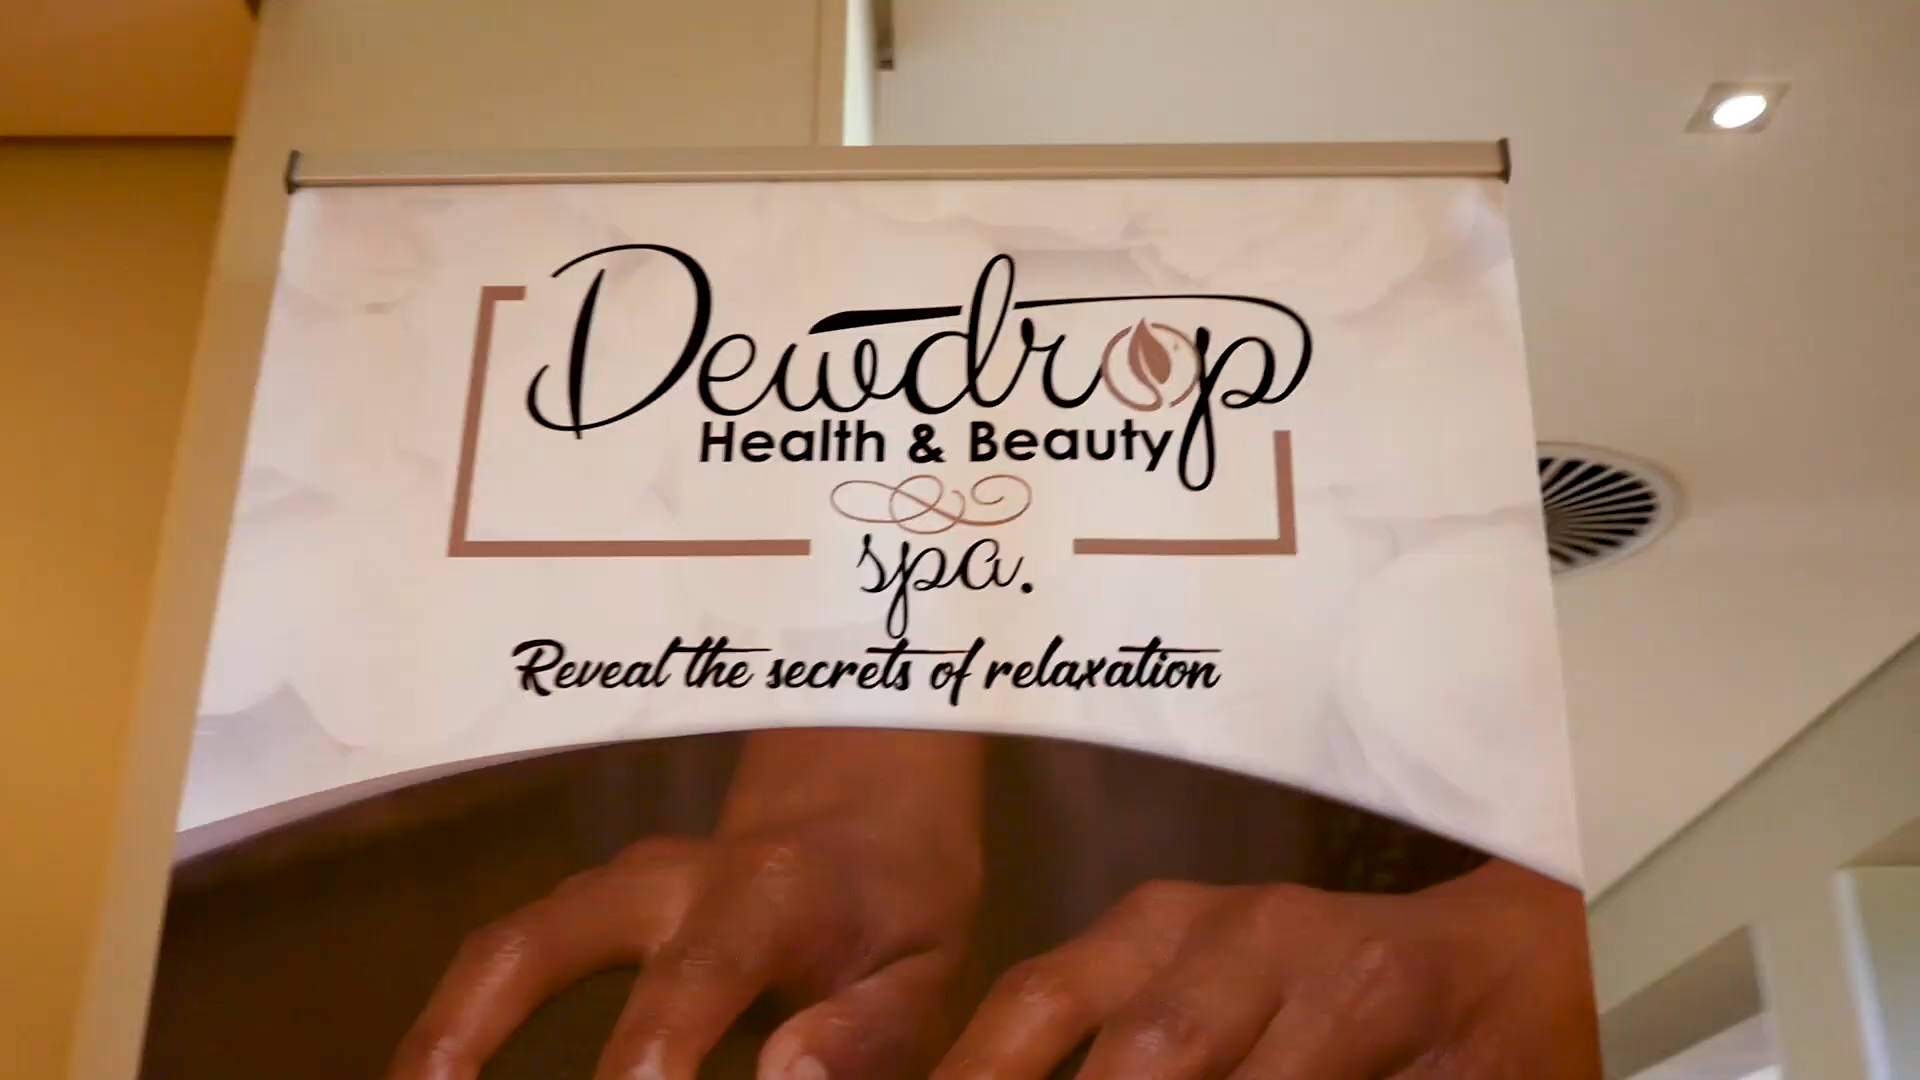 Dewdrop
Health & Beauty
spa.
Reveal the secrets of relaxation